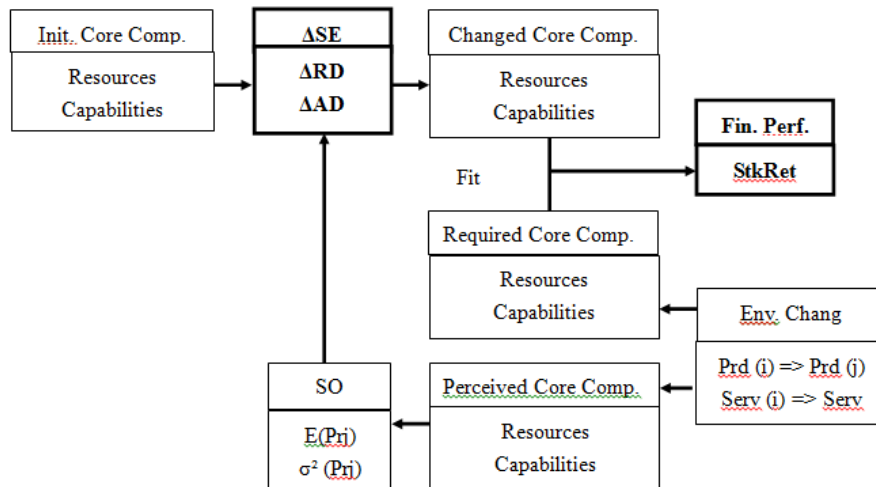 Init. Core Comp.
Resources
Capabilities
ΔSE
ΔRD
ΔAD
Changed Core Comp.
Resources
Capabilities
Fin. Perf.
StkRet
Fit
Required Core Comp.
Resources
Capabilities
Env. Chang
Prd (i) => Prd (j)
Serv (i) => Serv
SO
E(Prj)
σ² (Prj)
Perceived Core Comp.
Resources
Capabilities